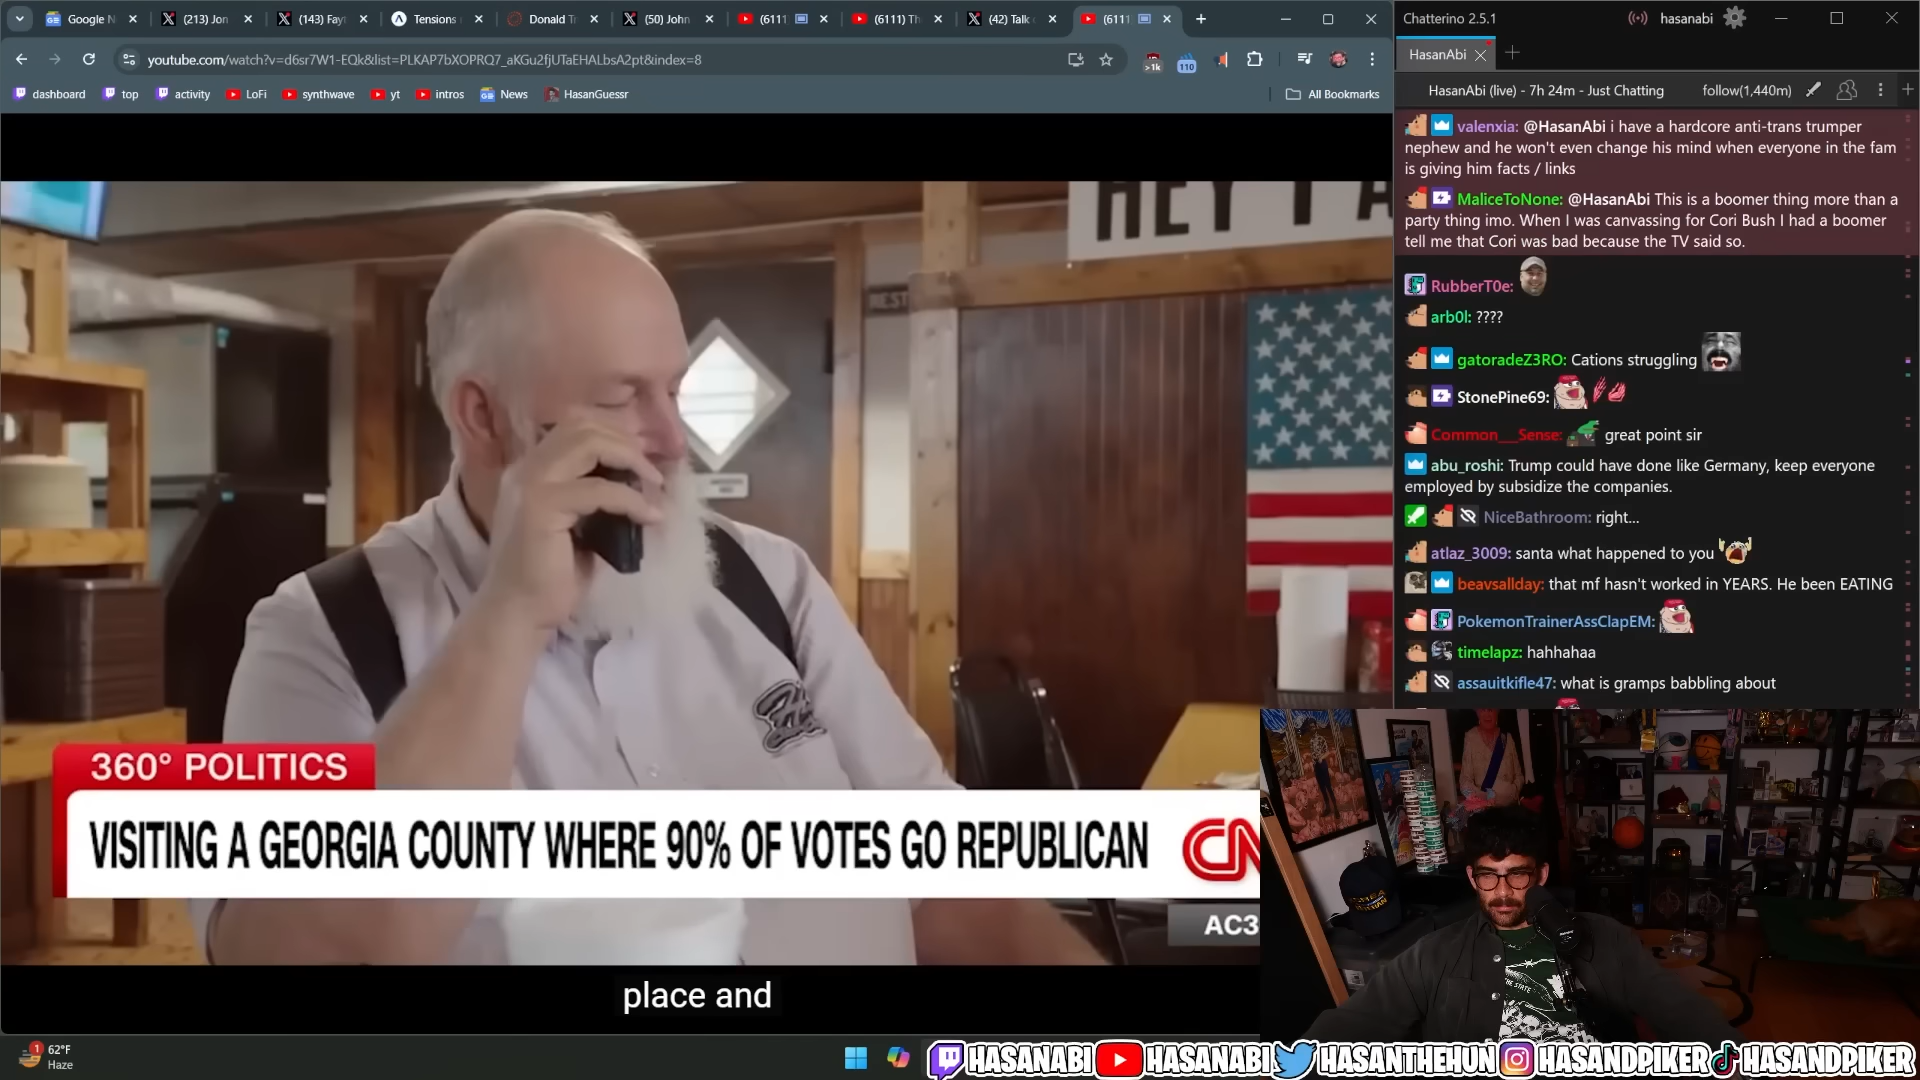 Google N
(213) Jon
(143) Fayt
Tensions
Donald Tr
(50) John
(6111
(6111) Th
(42) Talk
(6111
Chatterino 2.5.1
hasanabi
youtube.com/watch?v=d6sr7W1-EQk&list=PLKAP7bXOPRQ7_aKGu2fjUTaEHALbsA2pt&index=8
>1k
110
HasanAbi
dashboard
top
activity
LoFi
synthwave
yt
intros
News
HasanGuessr
All Bookmarks
HasanAbi (live) - 7h 24m - Just Chatting
follow(1,440m)
valenxia: @HasanAbi i have a hardcore anti-trans trumper
nephew and he won't even change his mind when everyone in the fam
is giving him facts / links
MaliceToNone: @HasanAbi This is a boomer thing more than a
party thing imo. When I was canvassing for Cori Bush I had a boomer
tell me that Cori was bad because the TV said so.
RubberT0e:
arb0l: ????
gatoradeZ3RO: Cations struggling
StonePine69:
Common___Sense: great point sir
abu_roshi: Trump could have done like Germany, keep everyone
employed by subsidize the companies.
NiceBathroom: right...
atlaz_3009: santa what happened to you
beavsallday: that mf hasn't worked in YEARS. He been EATING
PokemonTrainerAssClapEM:
timelapz: hahhahaa
assauitkifle47: what is gramps babbling about
HEY Y'A
REST
360° POLITICS
VISITING A GEORGIA COUNTY WHERE 90% OF VOTES GO REPUBLICAN
CN
AC3
place and
1
62°F
Haze
HASANABI
HASANABI
HASANTHEHUN
HASANDPIKER
HASANDPIKER